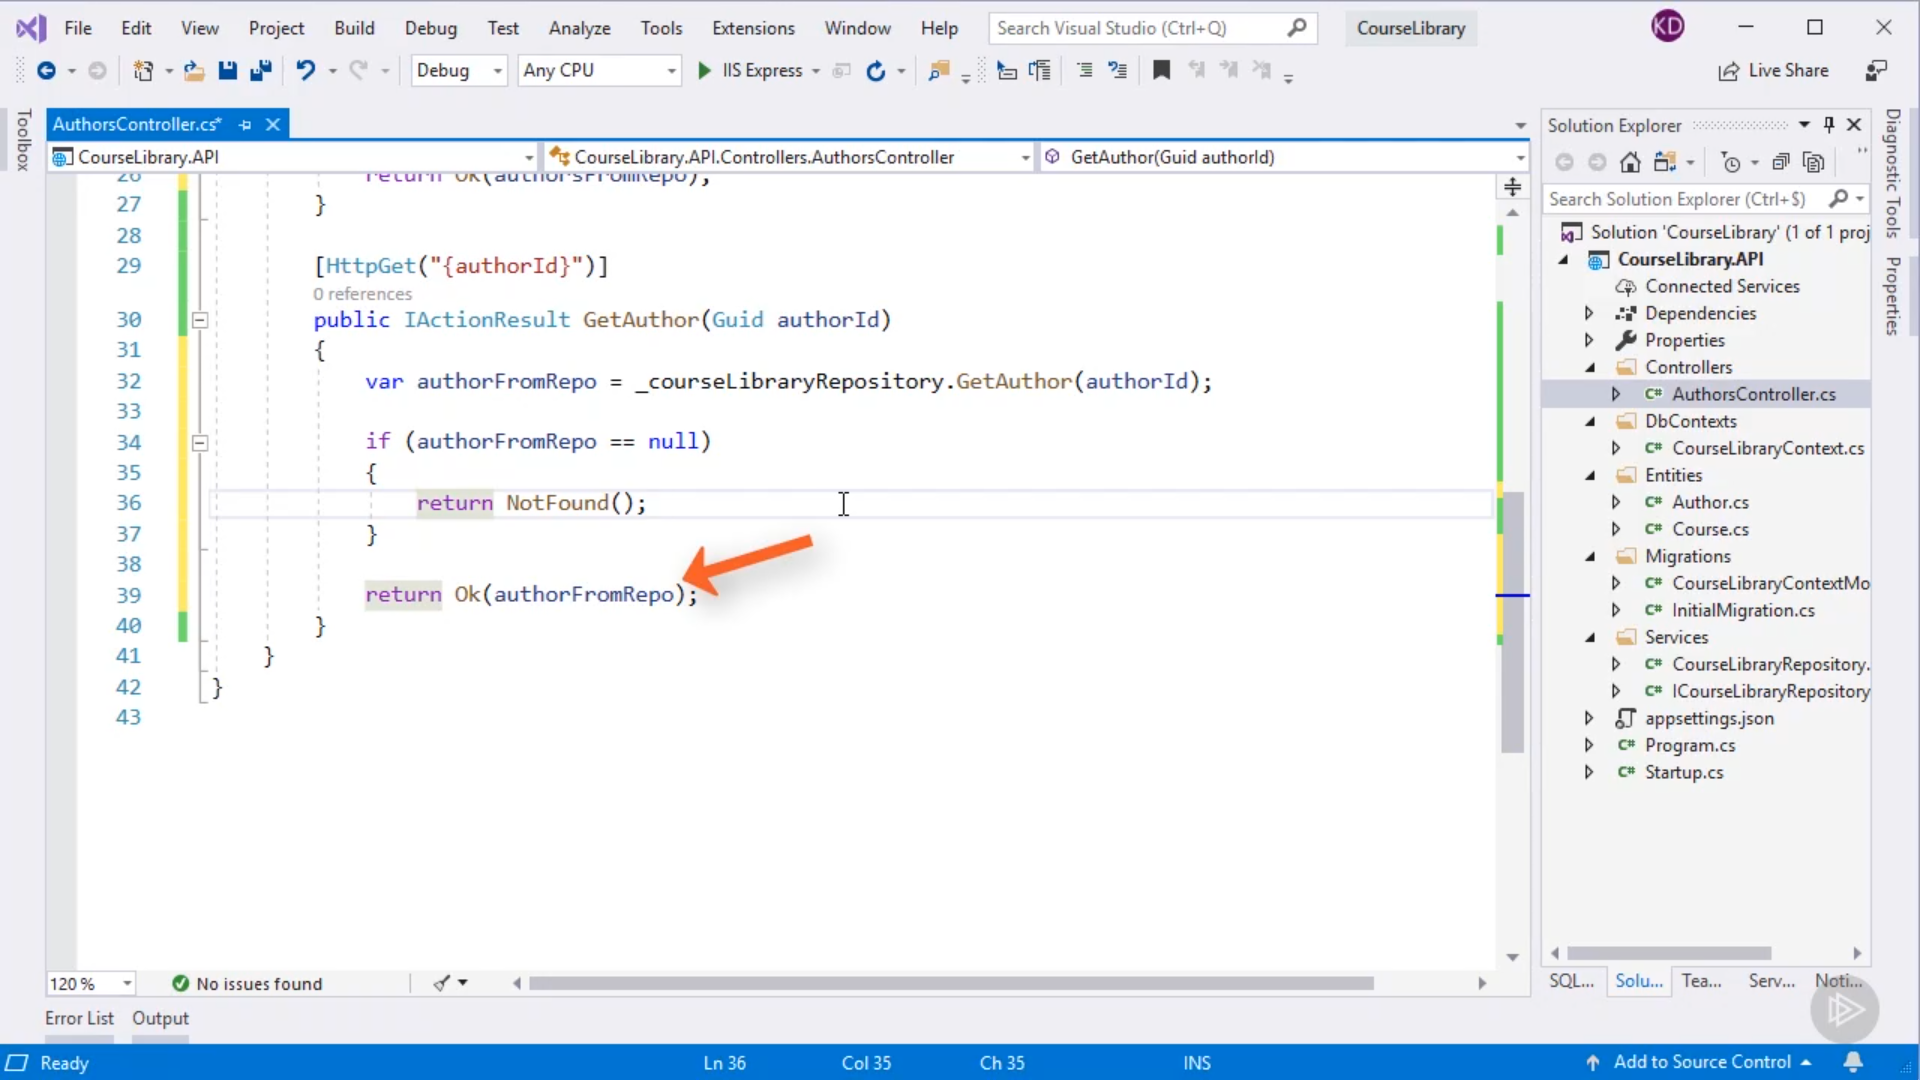 File Edit View Project Build Debug Test Analyze Tools Extensions Window Help Search Visual Studio (Ctrl+Q) CourseLibrary KD
Debug Any CPU IIS Express Live Share
Toolbox
AuthorsController.cs*
CourseLibrary.API CourseLibrary.API.Controllers.AuthorsController GetAuthor(Guid authorId)
26 return Ok(authorsFromRepo);
27 }
28
29 [HttpGet("{authorId}")]
0 references
30 public IActionResult GetAuthor(Guid authorId)
31 {
32 var authorFromRepo = _courseLibraryRepository.GetAuthor(authorId);
33
34 if (authorFromRepo == null)
35 {
36 return NotFound();
37 }
38
39 return Ok(authorFromRepo);
40 }
41 }
42 }
43
120 % No issues found
Error List Output
Solution Explorer
Search Solution Explorer (Ctrl+$)
Solution 'CourseLibrary' (1 of 1 proj
CourseLibrary.API
Connected Services
Dependencies
Properties
Controllers
C# AuthorsController.cs
DbContexts
C# CourseLibraryContext.cs
Entities
C# Author.cs
C# Course.cs
Migrations
C# CourseLibraryContextMo
C# InitialMigration.cs
Services
C# CourseLibraryRepository.
C# ICourseLibraryRepository
appsettings.json
C# Program.cs
C# Startup.cs
SQL... Solu... Tea... Serv... Noti...
Diagnostic Tools
Properties
Ready Ln 36 Col 35 Ch 35 INS Add to Source Control